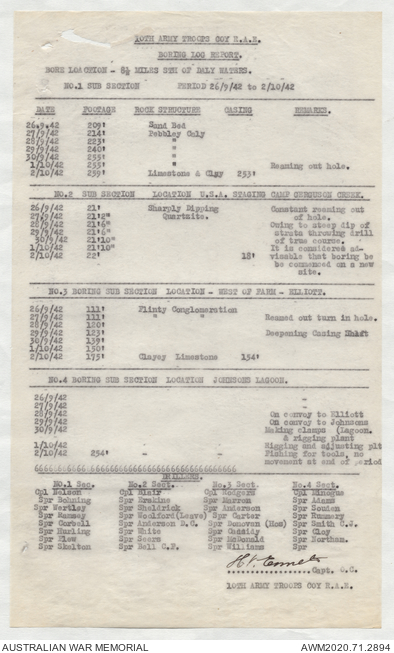 10TH ARMY TROOPS COY R.A.E.
BORING LOG REPORT.
BORE LOACTION - 8½ MILES STH OF DALY WATERS.
NO.1 SUB SECTION PERIOD 26/9/42 to 2/10/42
DATE FOOTAGE ROCK STRUCTURE CASING REMARKS.
26.9.42 209' Sand Bed
27/9/42 214' Pebbley Caly
28/9/42 223' "
29/9/42 240' "
30/9/42 255' "
1/10/42 255' " Reaming out hole.
2/10/42 259' Limestone & Clay 253'
NO.2 SUB SECTION LOCATION U.S.A. STAGING CAMP FERGUSON CREEK.
26/9/42 21' Sharply Dipping Constant reeming out
27/9/42 21'2" Quartzite. of hole.
28/9/42 21'6" Owing to steep dip of
29/9/42 strata throwing drill
30/9/42 21'10" of true course.
1/10/42 21'10" It is considered ad-
2/10/42 22' 18' visable that boring be
be commenced on a new
site.
NO.3 BORING SUB SECTION LOCATION - WEST OF FARM - ELLIOTT.
26/9/42 111' Flinty Conglomeration
27/9/42 111' " " Reamed out turn in hole.
28/9/42 120'
29/9/42 123' Deepening Casing Shaft
30/9/42 139'
1/10/42 150'
2/10/42 175' Clayey Limestone 154'
NO.4 BORING SUB SECTION LOCATION JOHNSONS LAGOON.
26/9/42 -
27/9/42 -
28/9/42 On convoy to Elliott
29/9/42 On convoy to Johnsons
30/9/42 Making clamps (Lagoon.
& rigging plant
1/10/42 Rigging and adjusting plt
2/10/42 254' - - Fishing for tools, no
movement at end of period
DRILLERS.
No.1 Sec. No.2 Sect. No.3 Sect. No.4 Sect.
Cpl Nelson Cpl Blair Cpl Rodgers Cpl Minogue
Spr Bohning Spr Erskine Spr Marron Spr Adams
Spr Wertley Spr Sheldrick Spr Anderson Spr Soudan
Spr Ramsey Spr Woolford(Leave) Spr Carter Spr Rummery
Spr Corbell Spr Anderson D.C. Spr Donovan (Mos) Spr Smith C.J.
Spr Hurling Spr White Spr Cassidy Spr Cloy
Spr Flew Spr Sears Spr McDonald Spr Northam.
Spr Skelton Spr Bell C.F. Spr Williams Spr
Capt. O.C.
10TH ARMY TROOPS COY R.A.E.
AUSTRALIAN WAR MEMORIAL AWM2020.71.2894